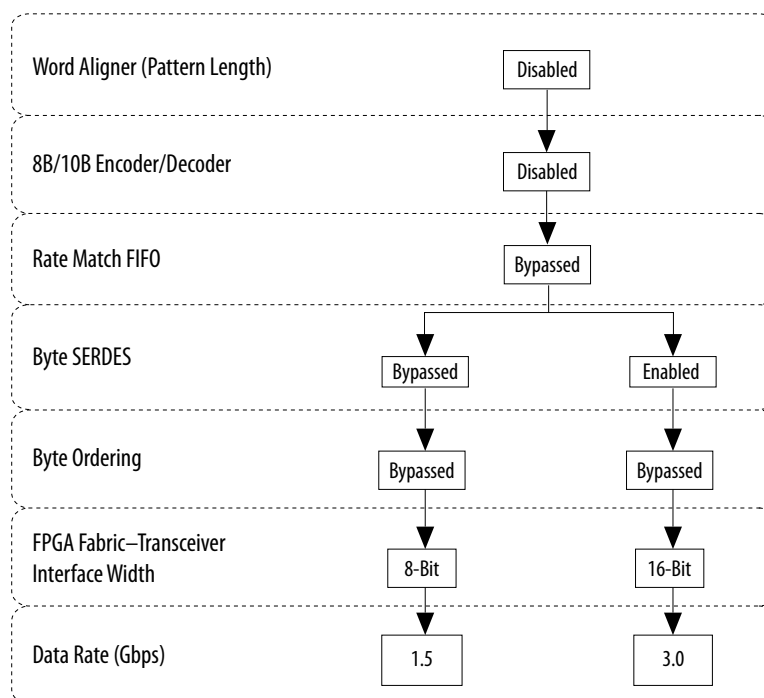 Word Aligner (Pattern Length)
Disabled
8B/10B Encoder/Decoder
Disabled
Rate Match FIFO
Bypassed
Byte SERDES
Bypassed
Enabled
Byte Ordering
Bypassed
Bypassed
FPGA Fabric–Transceiver
Interface Width
8-Bit
16-Bit
Data Rate (Gbps)
1.5
3.0